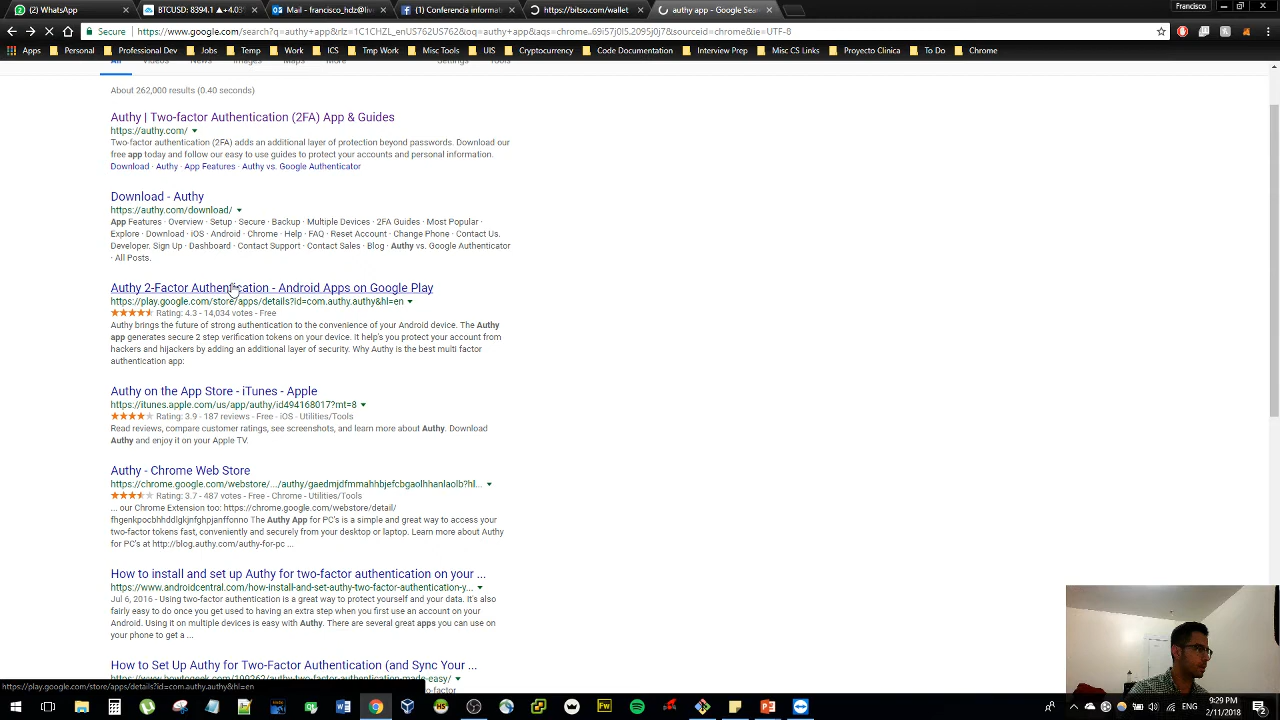 (2) WhatsApp
BTCUSD: 8394.1 ▲+4.03
Mail - francisco_hdz@live
(1) Conferencia informat
https://bitso.com/wallet
authy app - Google Sear
Francisco
Secure
https://www.google.com/search?q=authy+app&rlz=1C1CHZL_enUS762US762&oq=authy+app&aqs=chrome..69i57j0l5.2095j0j7&sourceid=chrome&ie=UTF-8
Apps
Personal
Professional Dev
Jobs
Temp
Work
ICS
Tmp Work
Misc Tools
UIS
Cryptocurrency
Code Documentation
Interview Prep
Misc CS Links
Proyecto Clinica
To Do
Chrome
All
Videos
News
Images
Maps
More
Settings
Tools
About 262,000 results (0.40 seconds)
Authy | Two-factor Authentication (2FA) App & Guides
https://authy.com/
Two-factor authentication (2FA) adds an additional layer of protection beyond passwords. Download our
free app today and follow our easy to use guides to protect your accounts and personal information.
Download · Authy · App Features · Authy vs. Google Authenticator
Download - Authy
https://authy.com/download/
App Features · Overview · Setup · Secure · Backup · Multiple Devices · 2FA Guides · Most Popular ·
Explore · Download · iOS · Android · Chrome · Help · FAQ · Reset Account · Change Phone · Contact Us.
Developer. Sign Up · Dashboard · Contact Support · Contact Sales · Blog · Authy vs. Google Authenticator
· All Posts.
Authy 2-Factor Authentication - Android Apps on Google Play
https://play.google.com/store/apps/details?id=com.authy.authy&hl=en
Rating: 4.3 - 14,034 votes - Free
Authy brings the future of strong authentication to the convenience of your Android device. The Authy
app generates secure 2 step verification tokens on your device. It help's you protect your account from
hackers and hijackers by adding an additional layer of security. Why Authy is the best multi factor
authentication app:
Authy on the App Store - iTunes - Apple
https://itunes.apple.com/us/app/authy/id494168017?mt=8
Rating: 3.9 - 187 reviews - Free - iOS - Utilities/Tools
Read reviews, compare customer ratings, see screenshots, and learn more about Authy. Download
Authy and enjoy it on your Apple TV.
Authy - Chrome Web Store
https://chrome.google.com/webstore/.../authy/gaedmjdfmmahhbjefcbgaolhhanlaolb?hl...
Rating: 3.7 - 487 votes - Free - Chrome - Utilities/Tools
... our Chrome Extension too: https://chrome.google.com/webstore/detail/
fhgenkpocbhhddlgkjnfghpjanffonno The Authy App for PC's is a simple and great way to access your
two-factor tokens fast, conveniently and securely from your desktop or laptop. Learn more about Authy
for PC's at http://blog.authy.com/authy-for-pc ...
How to install and set up Authy for two-factor authentication on your ...
https://www.androidcentral.com/how-install-and-set-authy-two-factor-authentication-y...
Jul 6, 2016 - Using two-factor authentication is a great way to protect yourself and your data. It's also
fairly easy to do once you get used to having an extra step when you first use an account on your
Android. Using it on multiple devices is easy with Authy. There are several great apps you can use on
your phone to get a ...
How to Set Up Authy for Two-Factor Authentication (and Sync Your ...
https://play.google.com/store/apps/details?id=com.authy.authy&hl=en
9:29 PM
2/11/2018